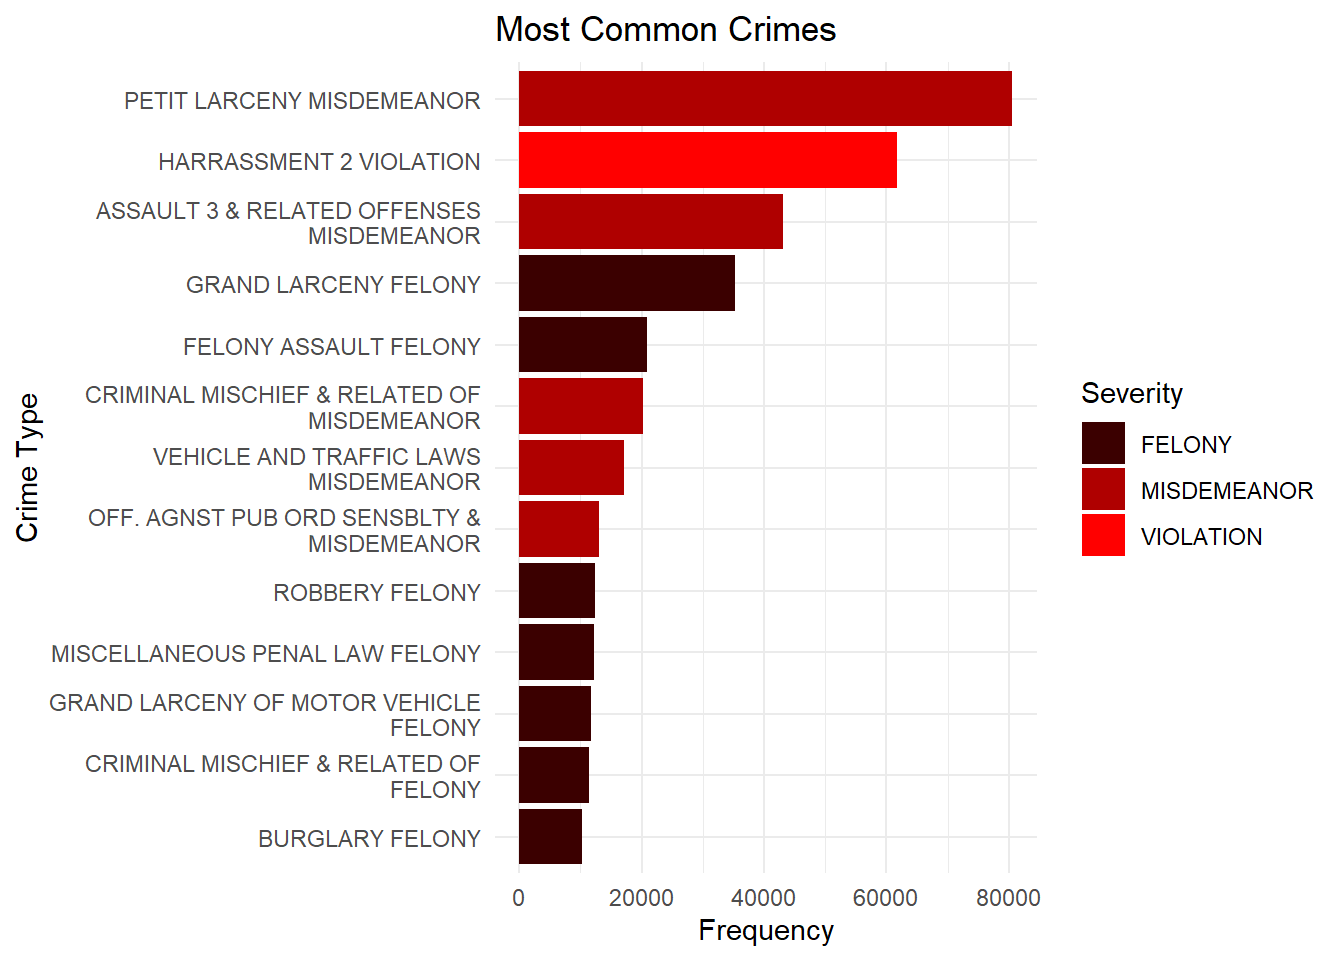 Most Common Crimes
PETIT LARCENY MISDEMEANOR
HARRASSMENT 2 VIOLATION
ASSAULT 3 & RELATED OFFENSES
MISDEMEANOR
GRAND LARCENY FELONY
FELONY ASSAULT FELONY
CRIMINAL MISCHIEF & RELATED OF
MISDEMEANOR
VEHICLE AND TRAFFIC LAWS
MISDEMEANOR
OFF. AGNST PUB ORD SENSBLTY &
MISDEMEANOR
ROBBERY FELONY
MISCELLANEOUS PENAL LAW FELONY
GRAND LARCENY OF MOTOR VEHICLE
FELONY
CRIMINAL MISCHIEF & RELATED OF
FELONY
BURGLARY FELONY
Crime Type
0 20000 40000 60000 80000
Frequency
Severity
FELONY
MISDEMEANOR
VIOLATION